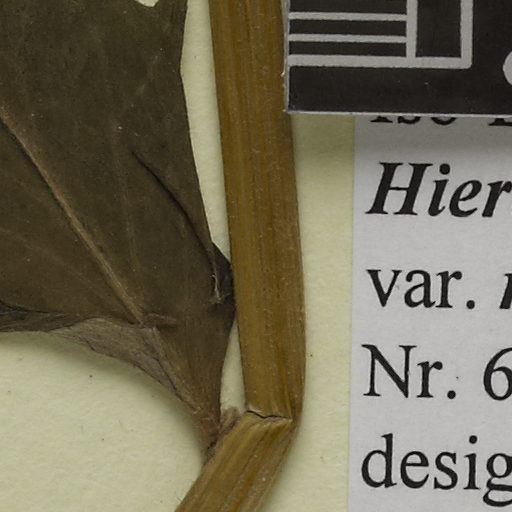 Hier
var.
Nr. 6
desig